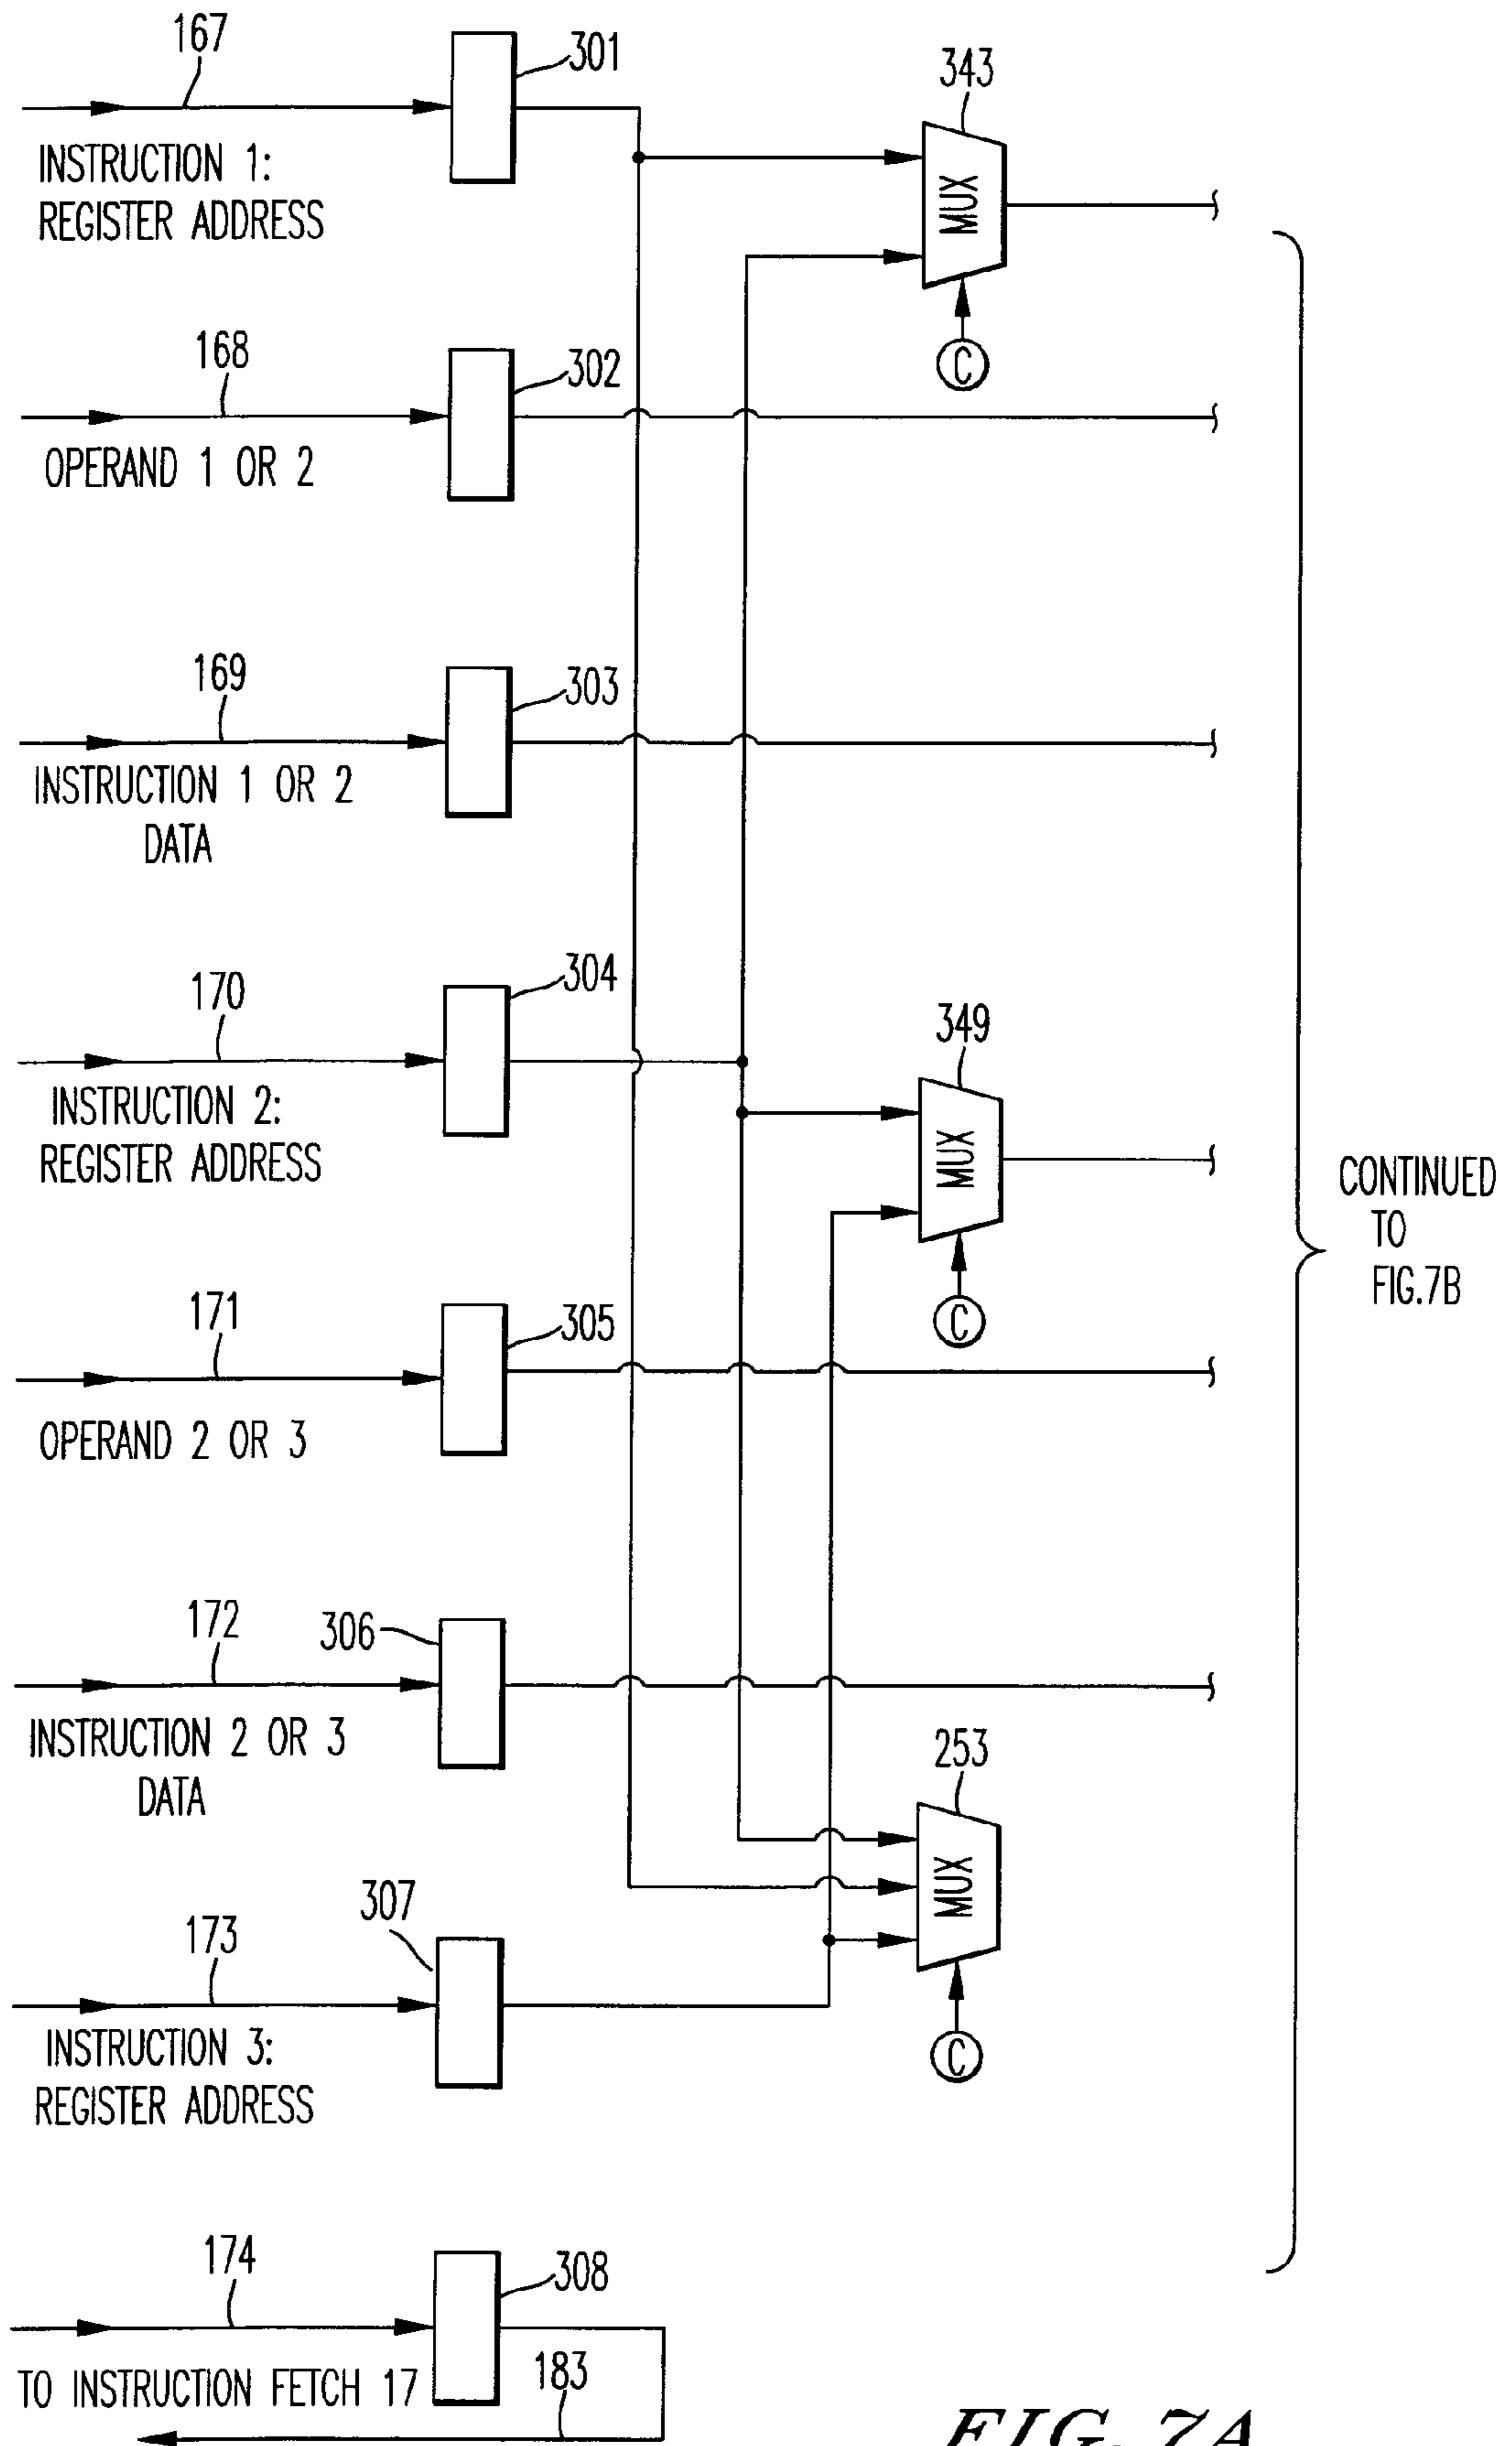 167
301
343
INSTRUCTION 1:
REGISTER ADDRESS
MUX
C
168
302
OPERAND 1 OR 2
169
303
INSTRUCTION 1 OR 2
DATA
170
304
349
INSTRUCTION 2:
REGISTER ADDRESS
MUX
C
CONTINUED
TO
FIG.7B
171
305
OPERAND 2 OR 3
172
306
INSTRUCTION 2 OR 3
DATA
253
MUX
C
173
307
INSTRUCTION 3:
REGISTER ADDRESS
174
308
TO INSTRUCTION FETCH 17
183
FIG. 7A